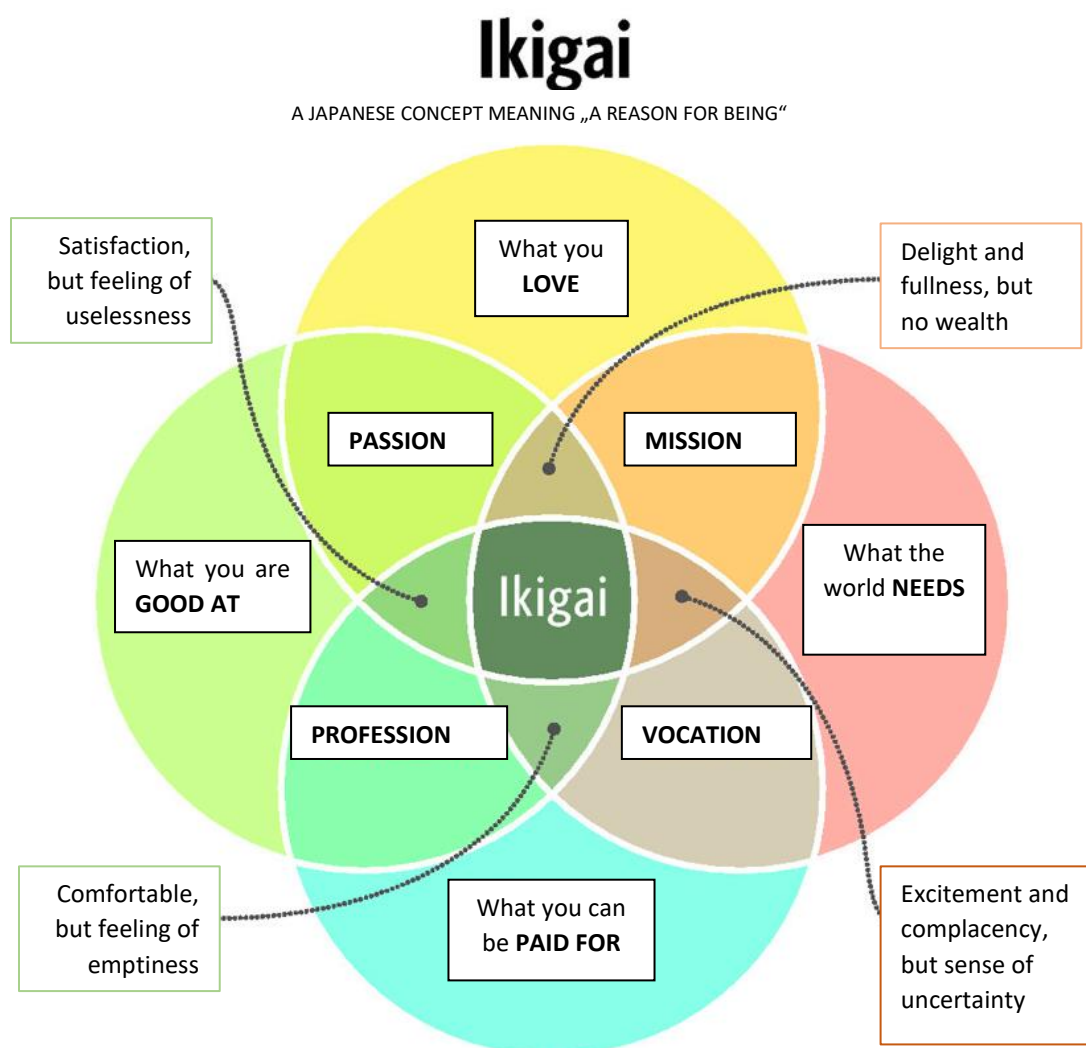 Ikigai
A JAPANESE CONCEPT MEANING „A REASON FOR BEING“
Satisfaction,
but feeling of
uselessness
What you
LOVE
Delight and
fullness, but
no wealth
PASSION
MISSION
What you are
GOOD AT
Ikigai
What the
world NEEDS
PROFESSION
VOCATION
Comfortable,
but feeling of
emptiness
What you can
be PAID FOR
Excitement and
complacency,
but sense of
uncertainty